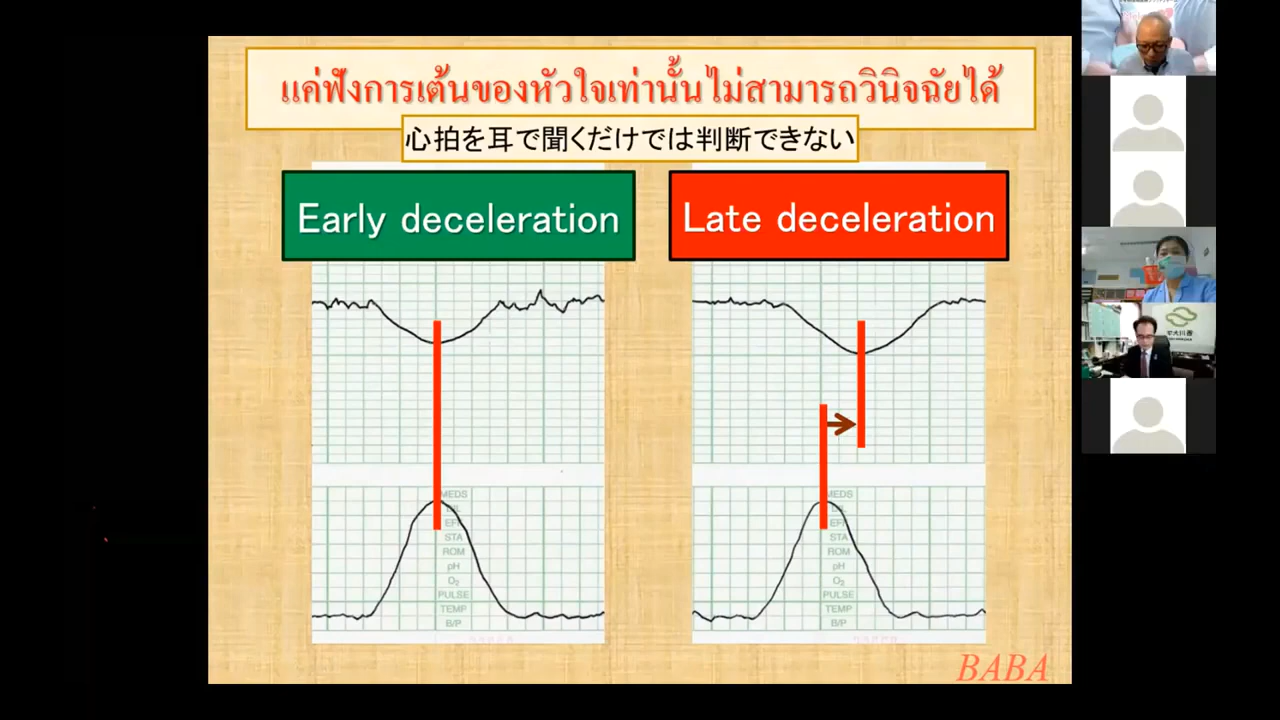 แค่ฟังการเต้นของหัวใจเท่านั้นไม่สามารถวินิจฉัยได้
心拍を耳で聞くだけでは判断できない
Early deceleration
Late deceleration
MEDS
EFF
STA
ROM
pH
O₂
PULSE
TEMP
B/P
MEDS
EFF
STA
ROM
pH
O₂
PULSE
TEMP
B/P
BABA